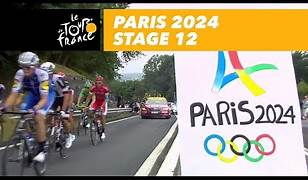 le Tour de france
PARIS 2024
STAGE 12
PARIS2024